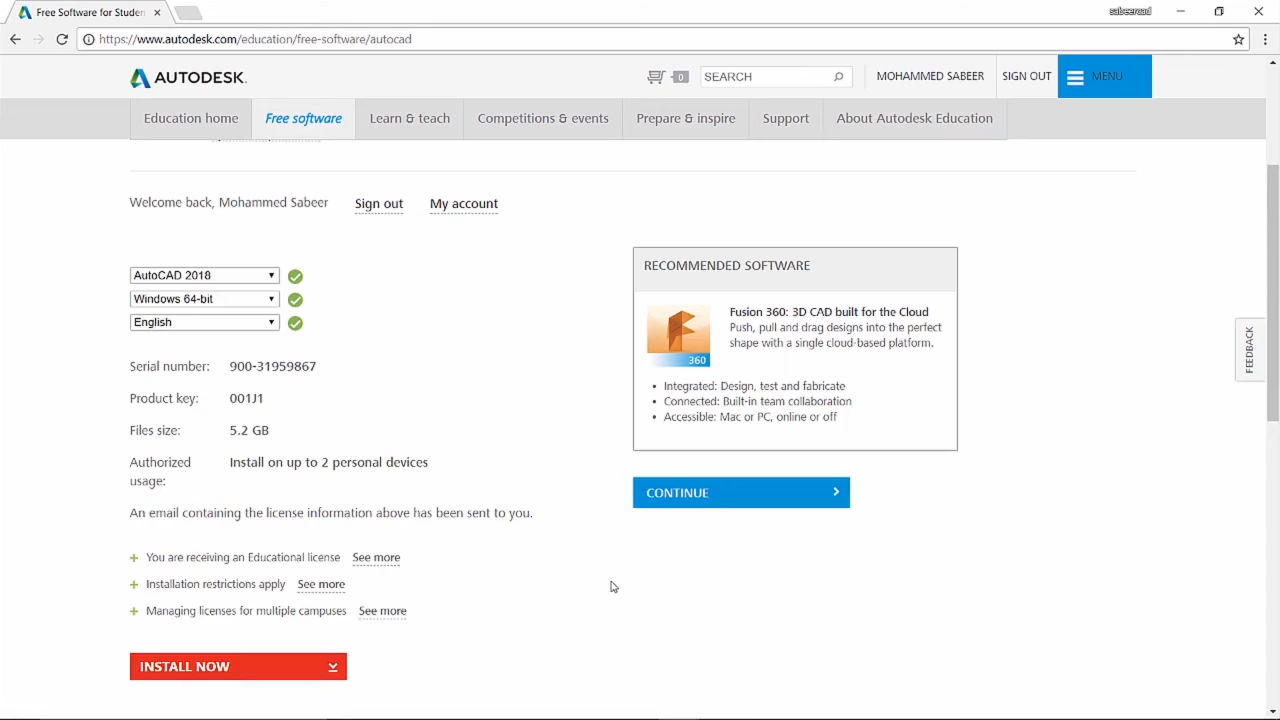 Free Software for Studen
sabeeroad
https://www.autodesk.com/education/free-software/autocad
AUTODESK.
0
SEARCH
MOHAMMED SABEER
SIGN OUT
MENU
Education home
Free software
Learn & teach
Competitions & events
Prepare & inspire
Support
About Autodesk Education
Welcome back, Mohammed Sabeer
Sign out
My account
AutoCAD 2018
Windows 64-bit
English
Serial number: 900-31959867
Product key: 001J1
Files size: 5.2 GB
Authorized usage: Install on up to 2 personal devices
An email containing the license information above has been sent to you.
+ You are receiving an Educational license See more
+ Installation restrictions apply See more
+ Managing licenses for multiple campuses See more
INSTALL NOW
RECOMMENDED SOFTWARE
360
Fusion 360: 3D CAD built for the Cloud
Push, pull and drag designs into the perfect
shape with a single cloud-based platform.
• Integrated: Design, test and fabricate
• Connected: Built-in team collaboration
• Accessible: Mac or PC, online or off
CONTINUE
FEEDBACK